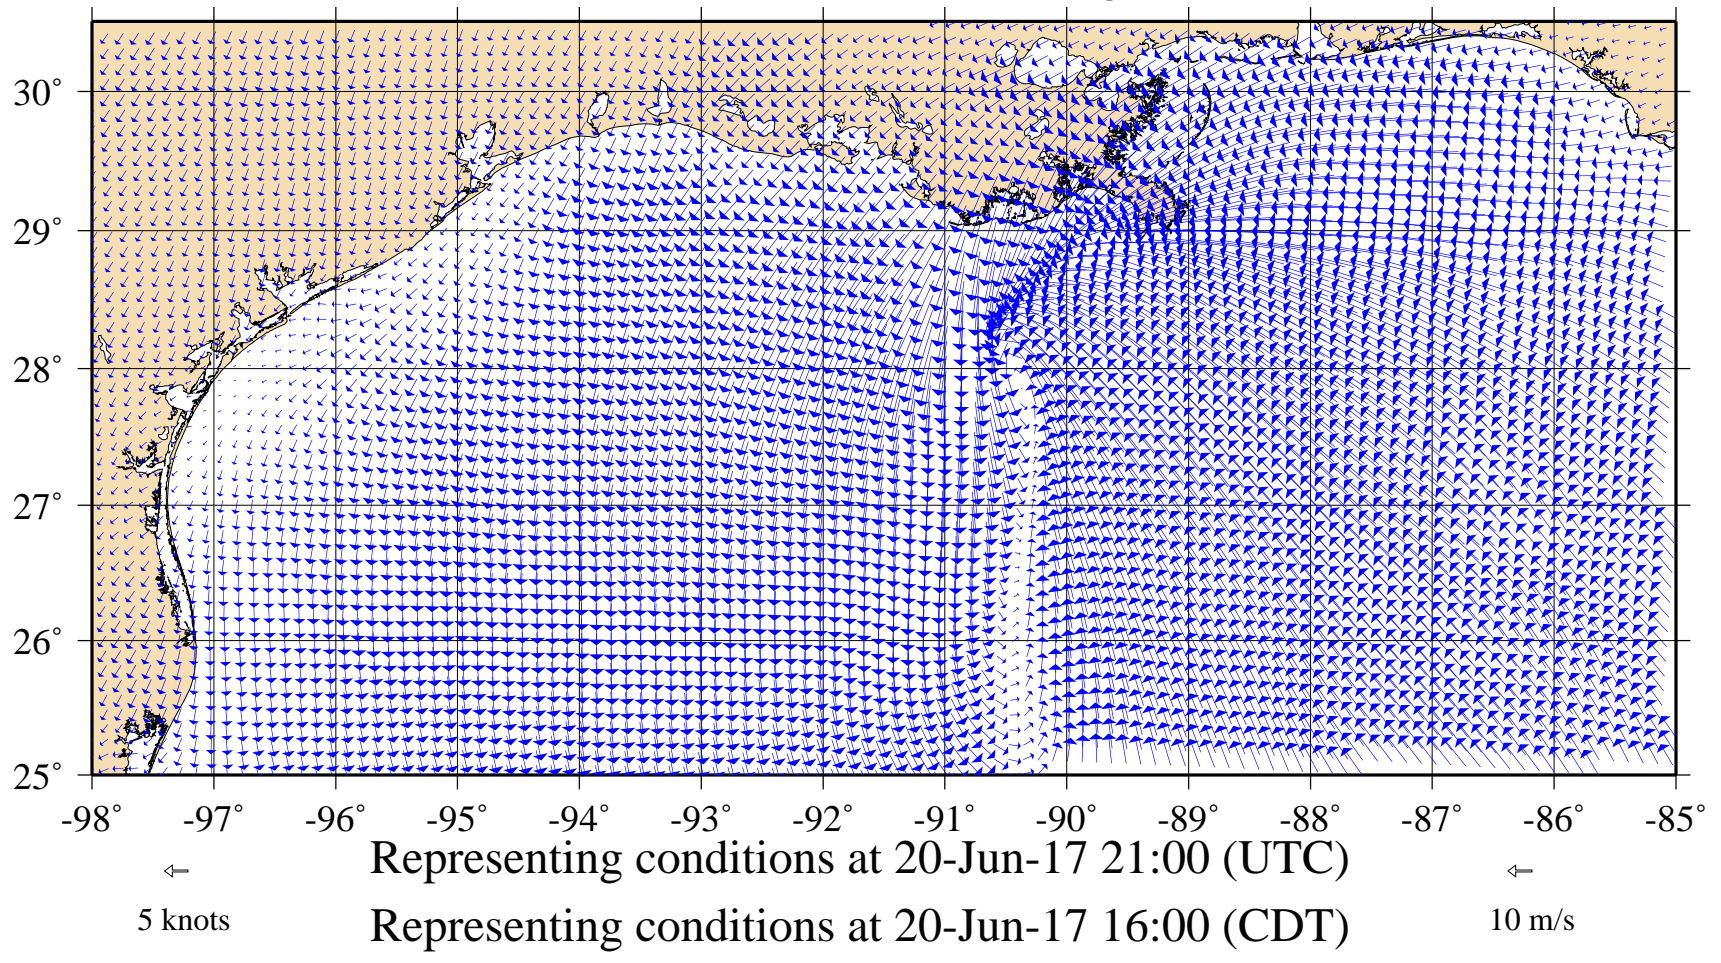 30°
29°
28°
27°
26°
25°
-98° -97° -96° -95° -94° -93° -92° -91° -90° -89° -88° -87° -86° -85°
Representing conditions at 20-Jun-17 21:00 (UTC)
5 knots
10 m/s
Representing conditions at 20-Jun-17 16:00 (CDT)